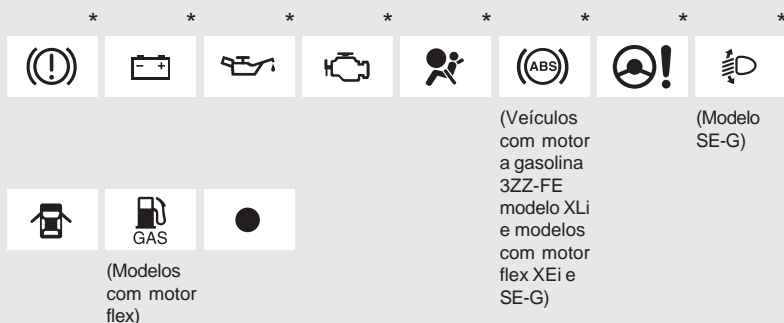 * * * * * * * *
ABS
(Veículos
com motor
a gasolina
3ZZ-FE
modelo XLi
e modelos
com motor
flex XEi e
SE-G)
(Modelo
SE-G)
GAS
(Modelos
com motor
flex)